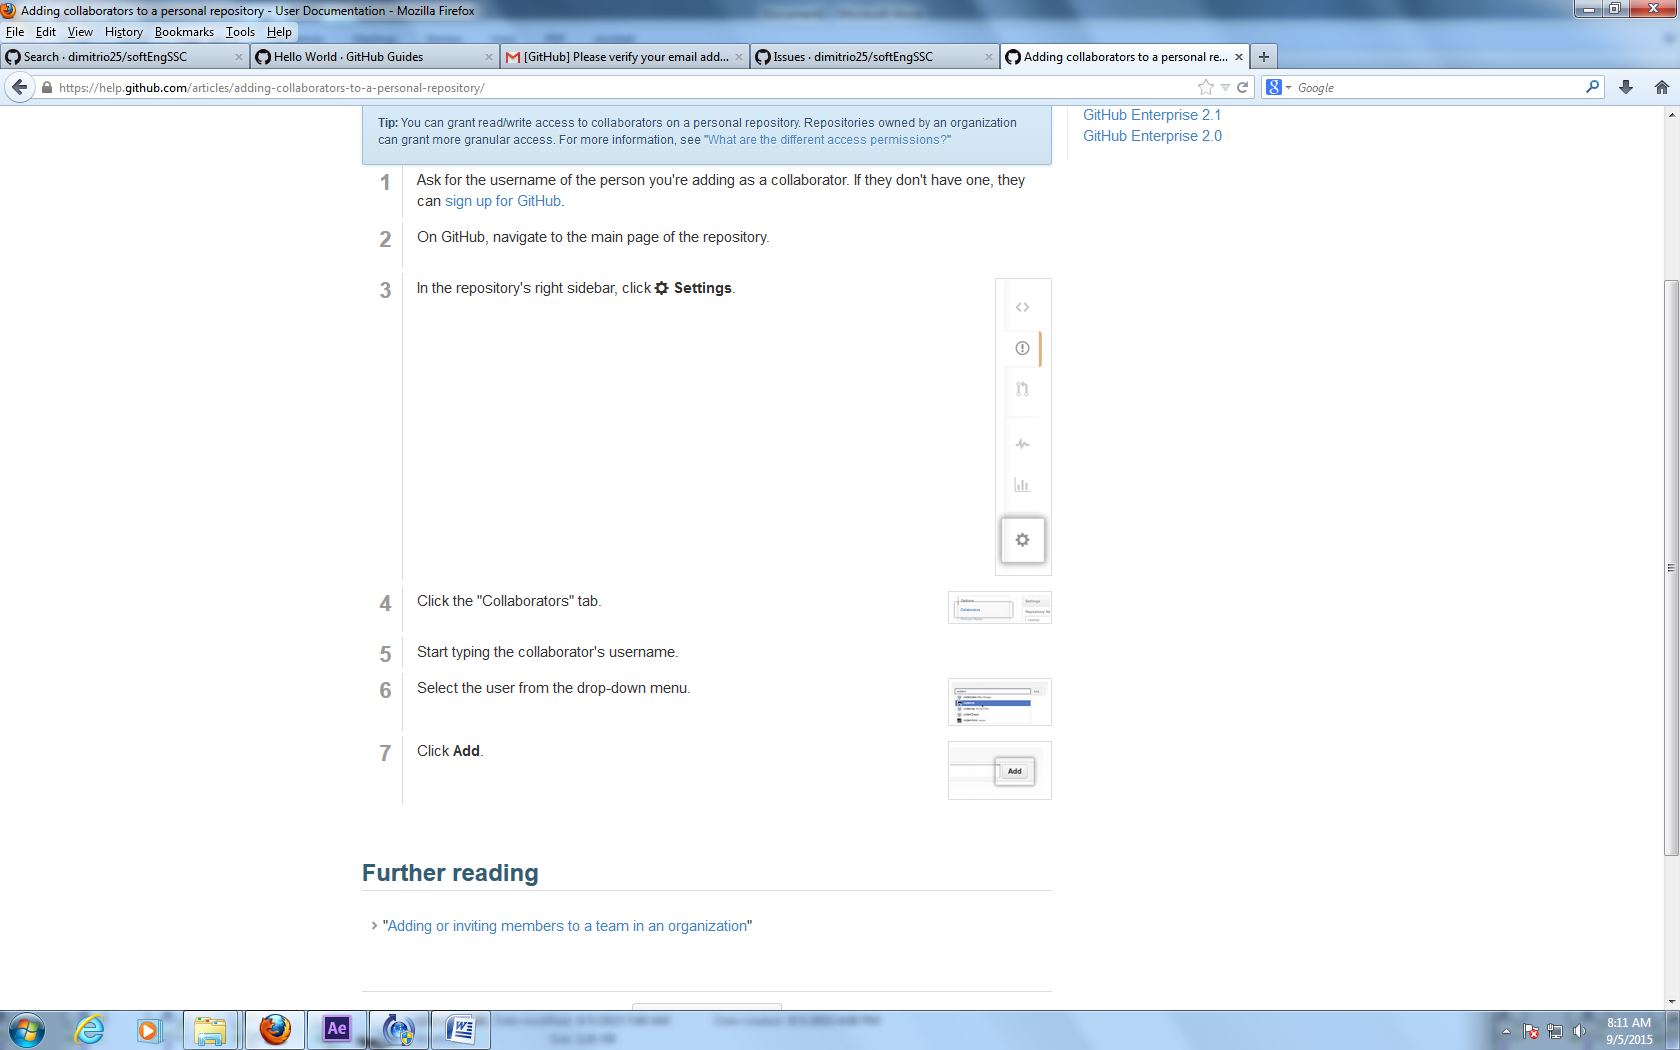 Adding collaborators to a personal repository - User Documentation - Mozilla Firefox
File Edit View History Bookmarks Tools Help
Search · dimitrio25/softEngSSC
Hello World · GitHub Guides
[GitHub] Please verify your email add...
Issues · dimitrio25/softEngSSC
Adding collaborators to a personal re...
https://help.github.com/articles/adding-collaborators-to-a-personal-repository/
Google
Tip: You can grant read/write access to collaborators on a personal repository. Repositories owned by an organization
can grant more granular access. For more information, see "What are the different access permissions?"
GitHub Enterprise 2.1
GitHub Enterprise 2.0
1 Ask for the username of the person you're adding as a collaborator. If they don't have one, they
can sign up for GitHub.
2 On GitHub, navigate to the main page of the repository.
3 In the repository's right sidebar, click Settings.
4 Click the "Collaborators" tab.
Options
Collaborators
Settings
5 Start typing the collaborator's username.
6 Select the user from the drop-down menu.
7 Click Add.
Add
Further reading
"Adding or inviting members to a team in an organization"
Ae
8:11 AM
9/5/2015